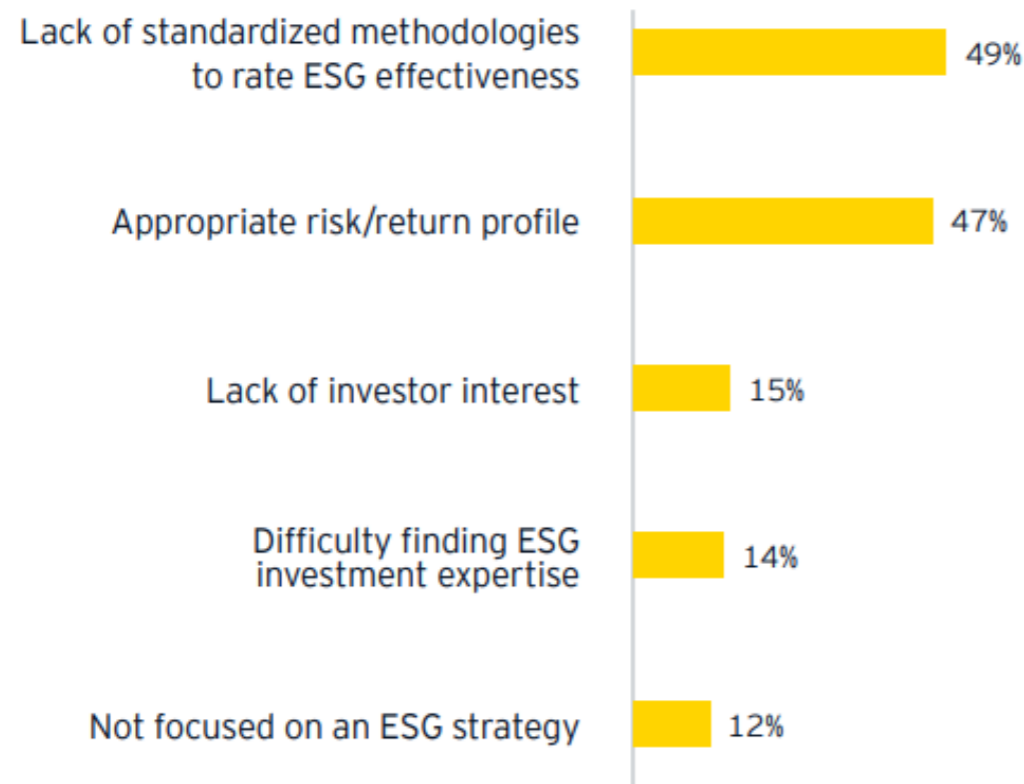 Lack of standardized methodologies
to rate ESG effectiveness
49%
Appropriate risk/return profile
47%
Lack of investor interest
15%
Difficulty finding ESG
investment expertise
14%
Not focused on an ESG strategy
12%